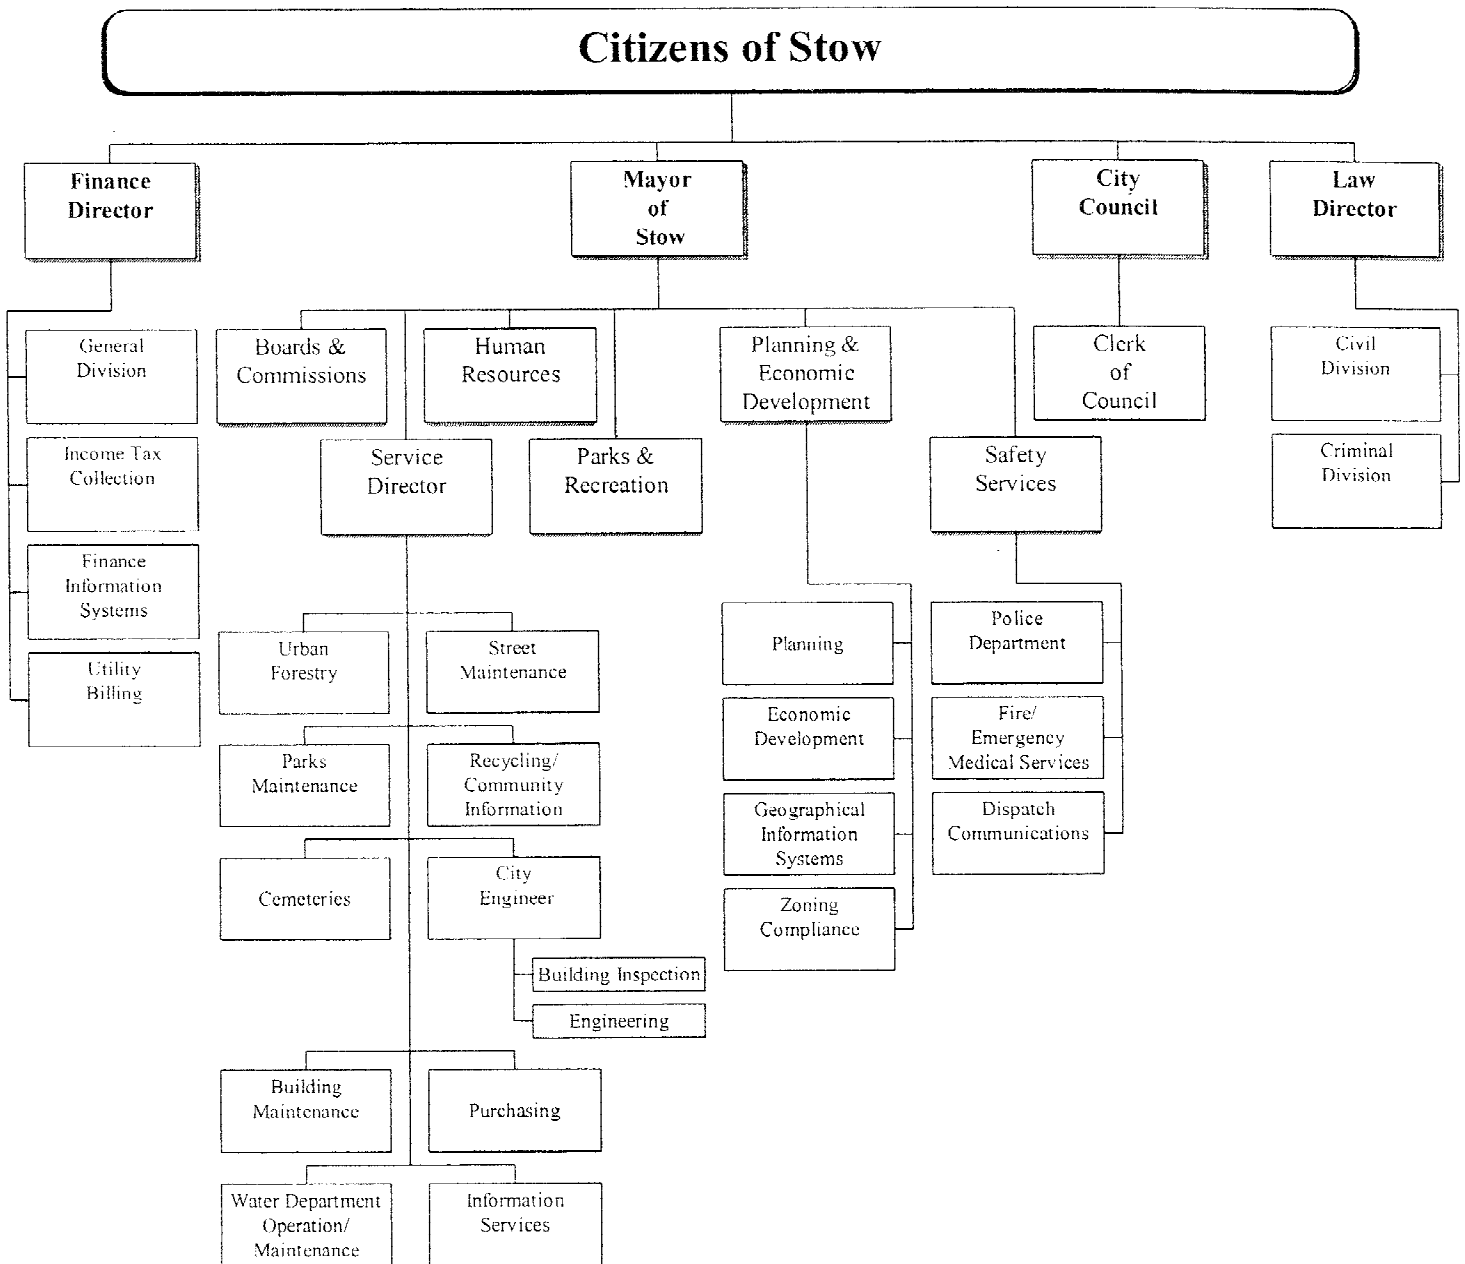 Citizens of Stow
Finance
Director
Mayor
of
Stow
City
Council
Law
Director
General
Division
Income Tax
Collection
Finance
Information
Systems
Utility
Billing
Boards &
Commissions
Human
Resources
Service
Director
Parks &
Recreation
Planning &
Economic
Development
Safety
Services
Clerk
of
Council
Civil
Division
Criminal
Division
Urban
Forestry
Street
Maintenance
Parks
Maintenance
Recycling/
Community
Information
Cemeteries
City
Engineer
Building Inspection
Engineering
Building
Maintenance
Purchasing
Water Department
Operation/
Maintenance
Information
Services
Planning
Economic
Development
Geographical
Information
Systems
Zoning
Compliance
Police
Department
Fire/
Emergency
Medical Services
Dispatch
Communications